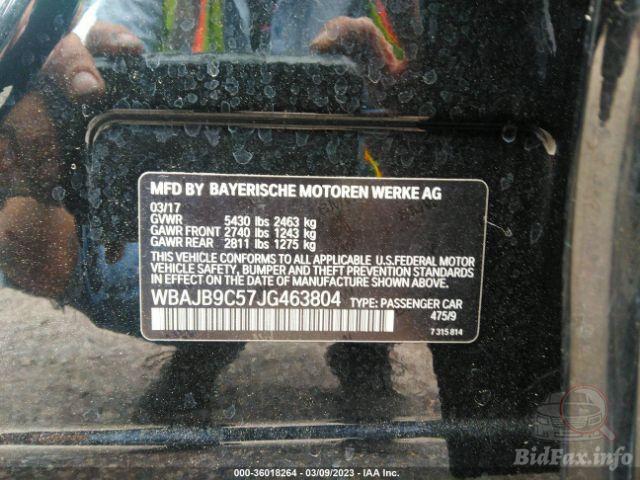 MFD BY BAYERISCHE MOTOREN WERKE AG
03/17
GVWR 5430 lbs 2463 kg
GAWR FRONT 2740 lbs 1243 kg
GAWR REAR 2811 lbs 1275 kg
THIS VEHICLE CONFORMS TO ALL APPLICABLE U.S.FEDERAL MOTOR
VEHICLE SAFETY, BUMPER AND THEFT PREVENTION STANDARDS
IN EFFECT ON THE DATE OF MANUFACTURE SHOWN ABOVE.
WBAJB9C57JG463804 TYPE: PASSENGER CAR
475/9
7 315 814
000-36018264 - 03/09/2023 - IAA Inc.
BidFax.info